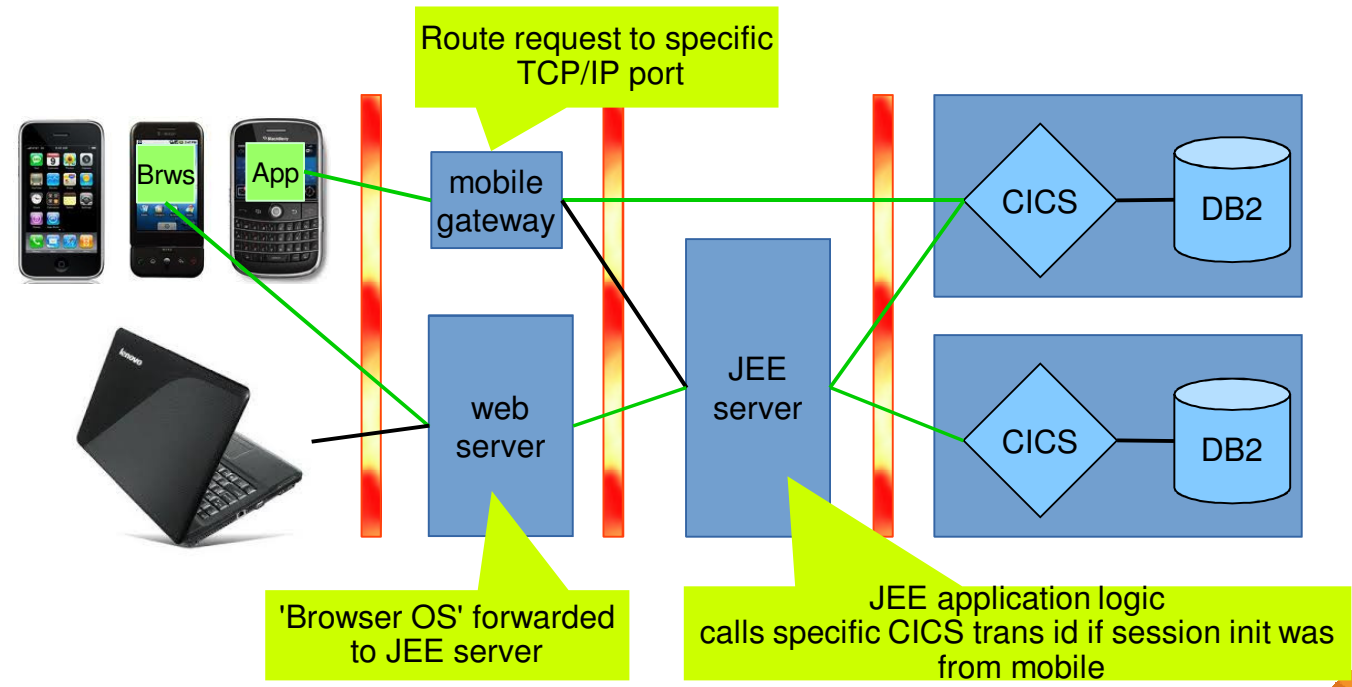 Route request to specific
TCP/IP port
Brws
App
mobile
gateway
CICS
DB2
JEE
server
web
server
lenovo
CICS
DB2
'Browser OS' forwarded
to JEE server
JEE application logic
calls specific CICS trans id if session init was
from mobile